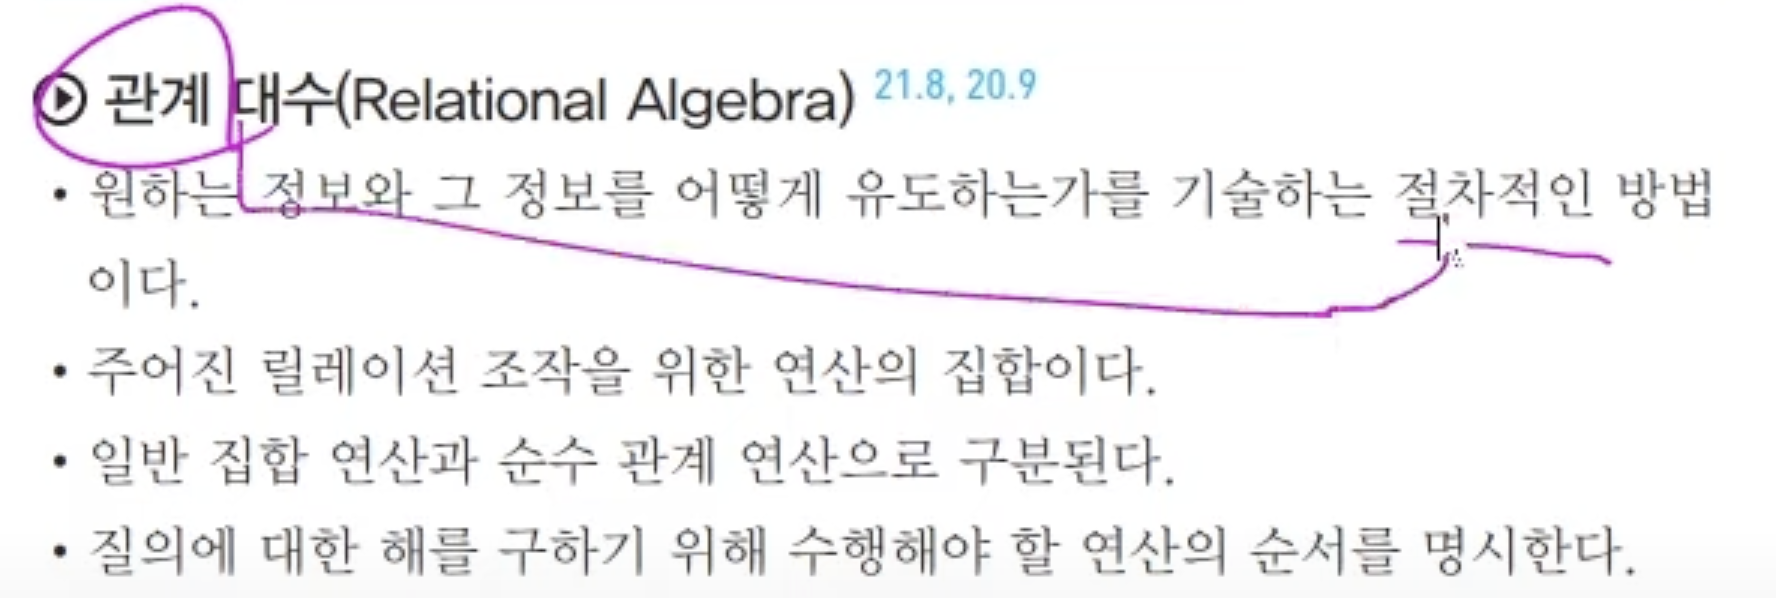 관계 대수(Relational Algebra) 21.8, 20.9
• 원하는 정보와 그 정보를 어떻게 유도하는가를 기술하는 절차적인 방법
이다.
• 주어진 릴레이션 조작을 위한 연산의 집합이다.
• 일반 집합 연산과 순수 관계 연산으로 구분된다.
• 질의에 대한 해를 구하기 위해 수행해야 할 연산의 순서를 명시한다.